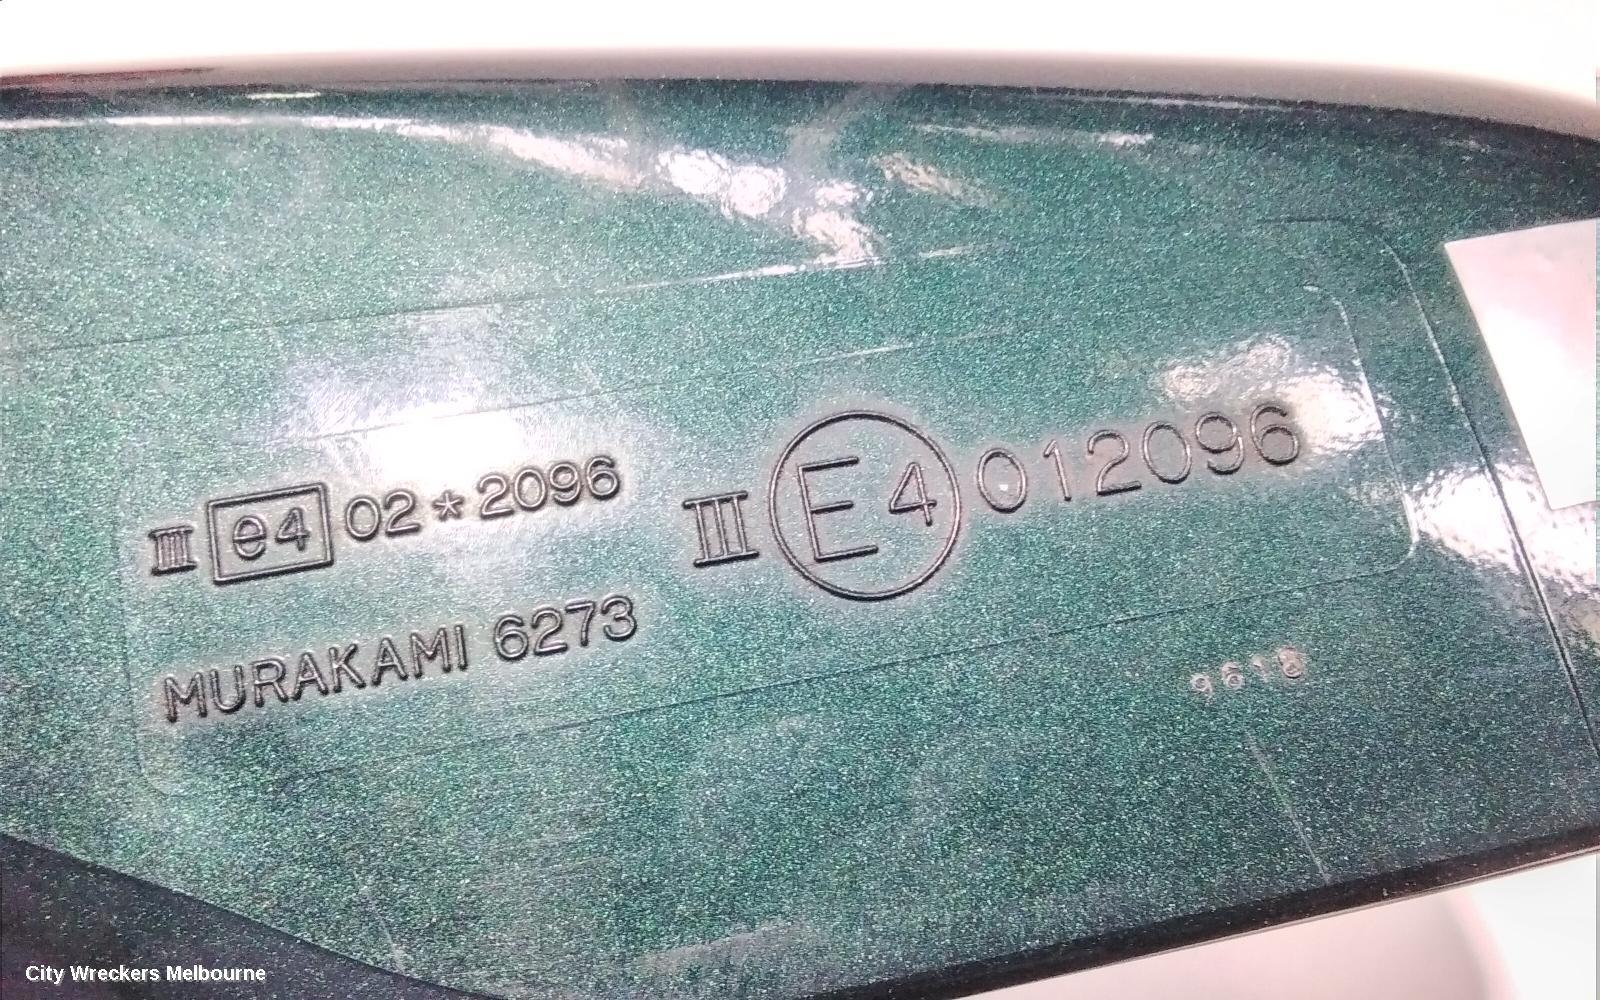 III e4 02*2096
III E4 012096
MURAKAMI 6273
9618
City Wreckers Melbourne